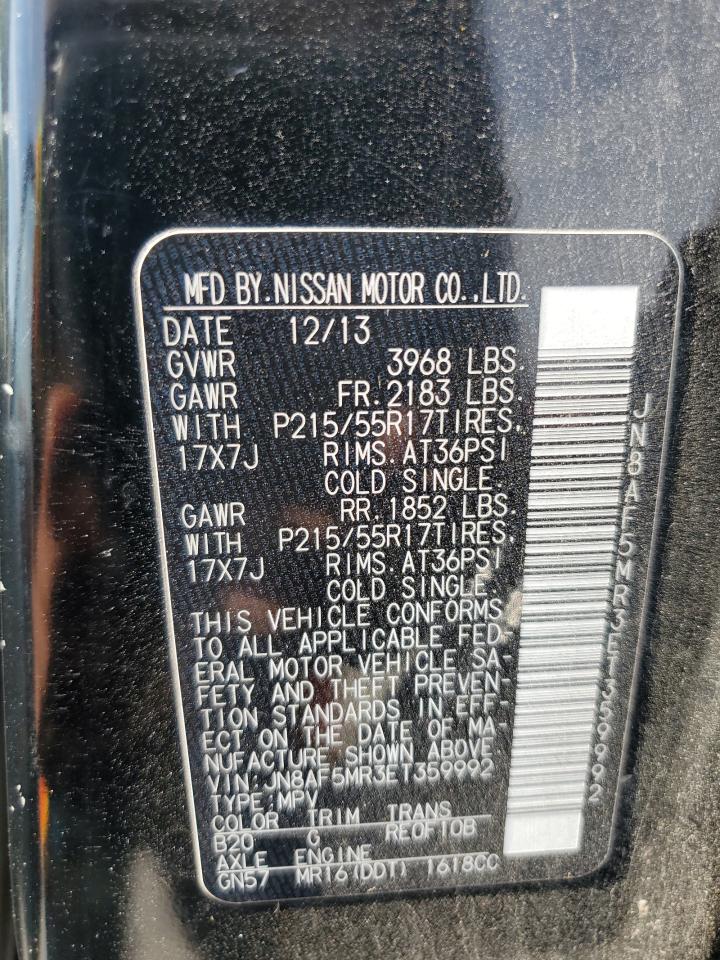 MFD BY.NISSAN MOTOR CO.,LTD.
DATE 12/13
GVWR 3968 LBS.
GAWR FR.2183 LBS.
WITH P215/55R17TIRES.
17X7J RIMS.AT36PSI
COLD SINGLE.
GAWR RR.1852 LBS.
WITH P215/55R17TIRES.
17X7J RIMS.AT36PSI
COLD SINGLE.
THIS VEHICLE CONFORMS
TO ALL APPLICABLE FED-
ERAL MOTOR VEHICLE SA-
FETY AND THEFT PREVEN-
TION STANDARDS IN EFF-
ECT ON THE DATE OF MA-
NUFACTURE SHOWN ABOVE
VIN:JN8AF5MR3ET359992
TYPE:MPV
COLOR TRIM TRANS
B20 G RE0F10B
AXLE ENGINE
GN57 MR16(DDT) 1618CC
JN8AF5MR3ET359992